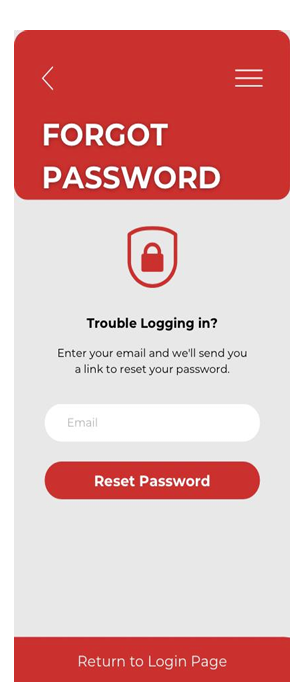 FORGOT
PASSWORD
Trouble Logging in?
Enter your email and we'll send you
a link to reset your password.
Email
Reset Password
Return to Login Page